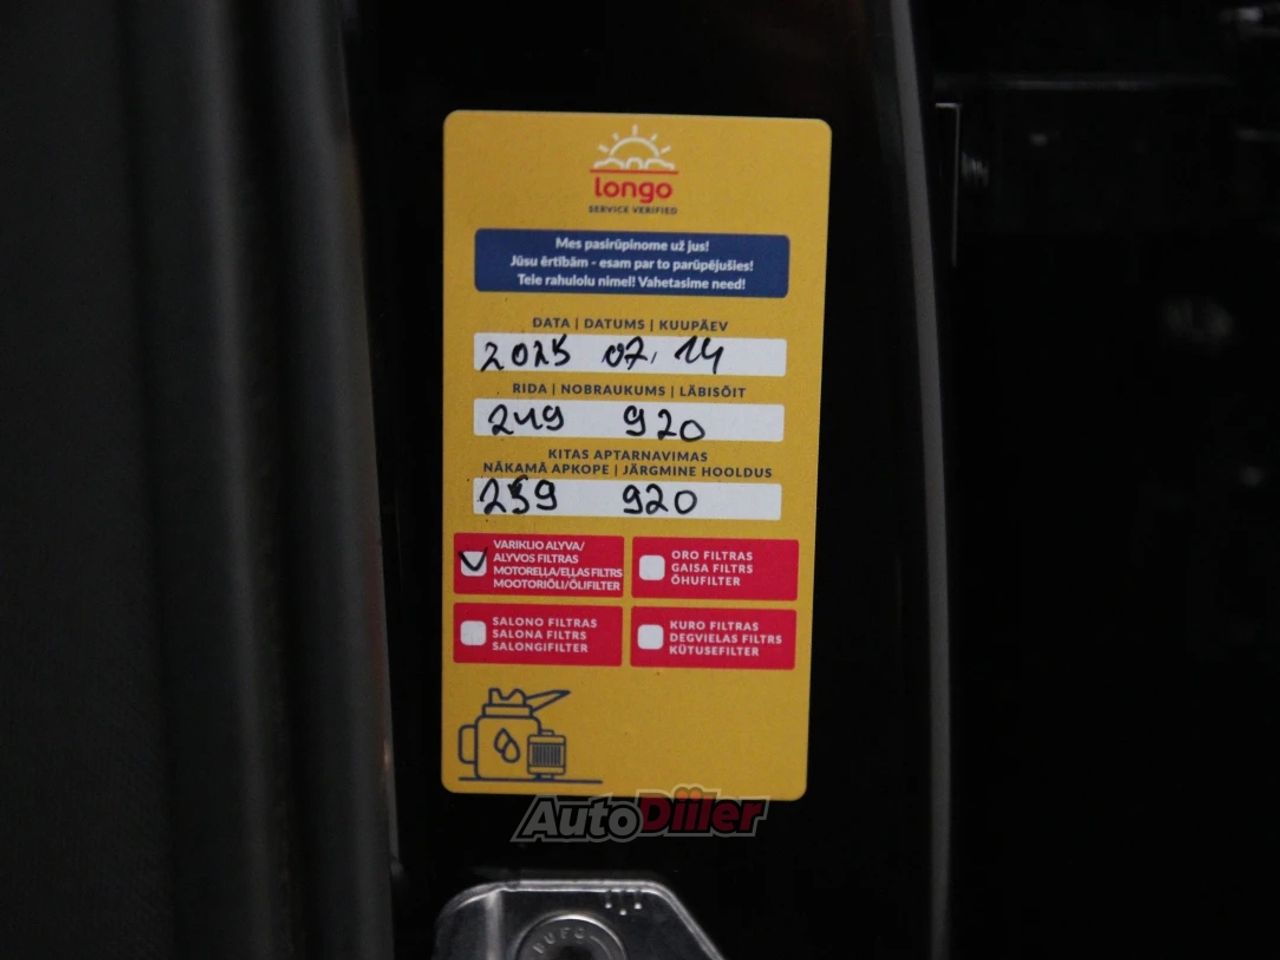 longo
SERVICE VERIFIED
Mes pasirūpinome už jus!
Jūsu ērtībām - esam par to parūpējušies!
Teie rahulolu nimel! Vahetasime need!
DATA | DATUMS | KUUPÄEV
2025 07. 14
RIDA | NOBRAUKUMS | LÄBISÕIT
249 920
KITAS APTARNAVIMAS
NĀKAMĀ APKOPE | JÄRGMINE HOOLDUS
259 920
VARIKLIO ALYVA/
ALYVOS FILTRAS
MOTOREĻĻA/EĻĻAS FILTRS
MOOTORIÕLI/ÕLIFILTER
ORO FILTRAS
GAISA FILTRS
ÕHUFILTER
SALONO FILTRAS
SALONA FILTRS
SALONGIFILTER
KURO FILTRAS
DEGVIELAS FILTRS
KÜTUSEFILTER
AutoDiiler